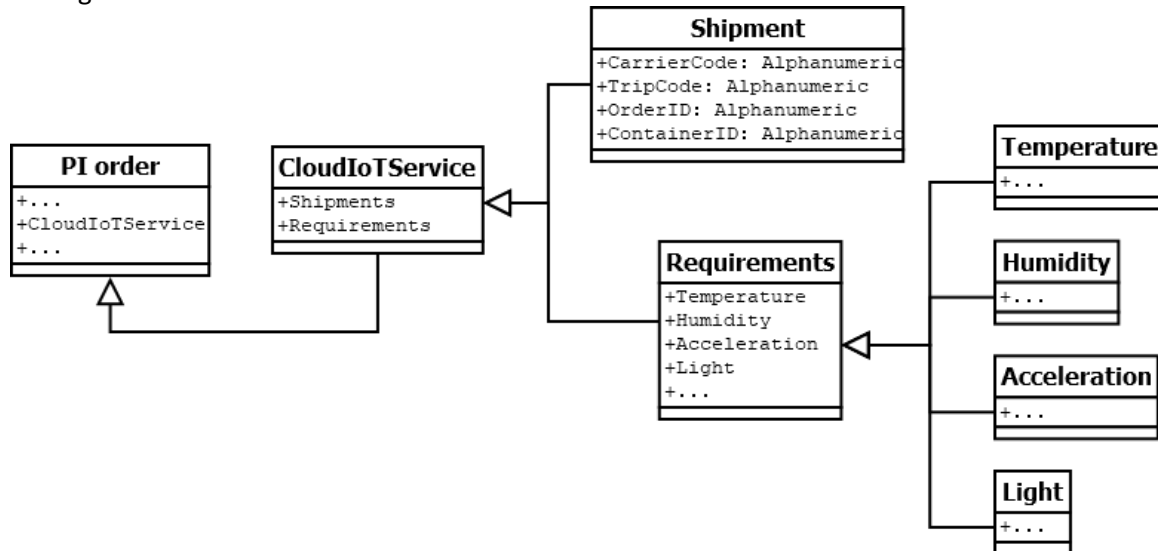 PI order
+...
+CloudIoTService
+...
CloudIoTService
+Shipments
+Requirements
Shipment
+CarrierCode: Alphanumeric
+TripCode: Alphanumeric
+OrderID: Alphanumeric
+ContainerID: Alphanumeric
Requirements
+Temperature
+Humidity
+Acceleration
+Light
+...
Temperature
+...
Humidity
+...
Acceleration
+...
Light
+...